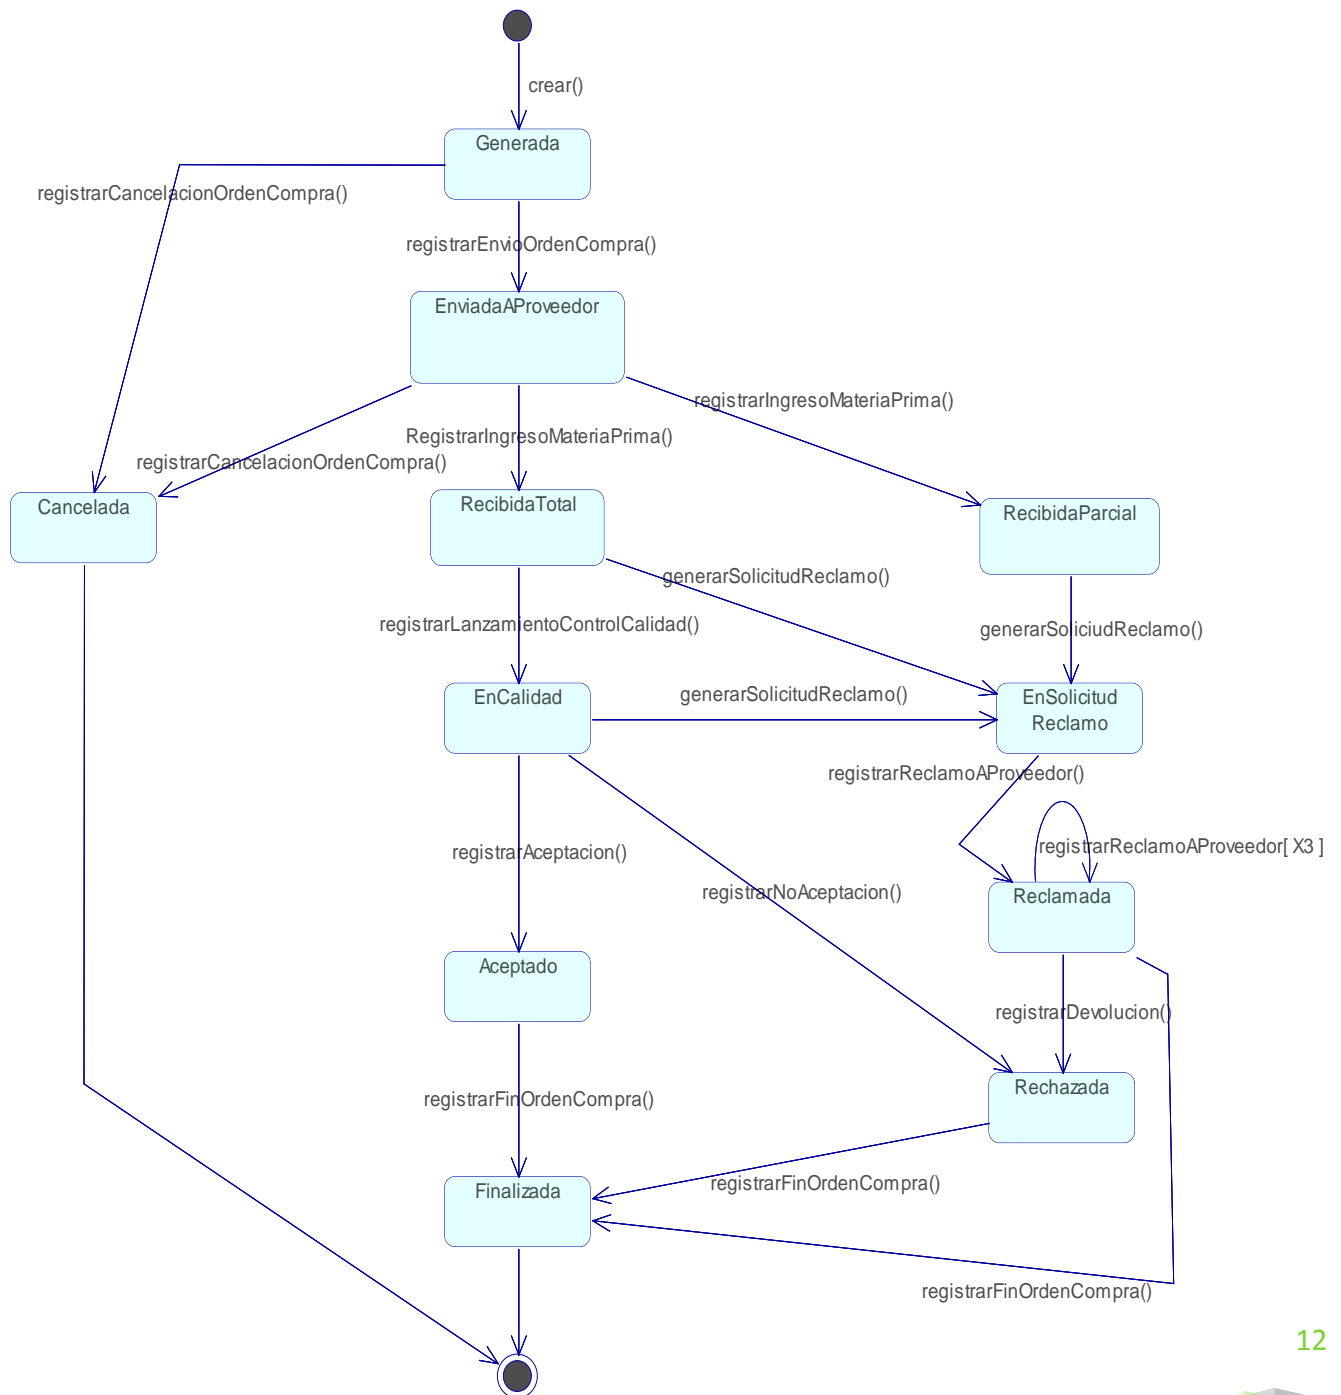 crear()
Generada
registrarCancelacionOrdenCompra()
registrarEnvioOrdenCompra()
EnviadaAProveedor
registrarIngresoMateriaPrima()
RegistrarIngresoMateriaPrima()
registrarCancelacionOrdenCompra()
Cancelada
RecibidaTotal
RecibidaParcial
generarSolicitudReclamo()
registrarLanzamientoControlCalidad()
generarSoliciudReclamo()
EnCalidad
generarSolicitudReclamo()
EnSolicitud
Reclamo
registrarReclamoAProveedor()
registrarAceptacion()
registrarReclamoAProveedor[ X3 ]
registrarNoAceptacion()
Reclamada
Aceptado
registrarDevolucion()
Rechazada
registrarFinOrdenCompra()
Finalizada
registrarFinOrdenCompra()
registrarFinOrdenCompra()
12